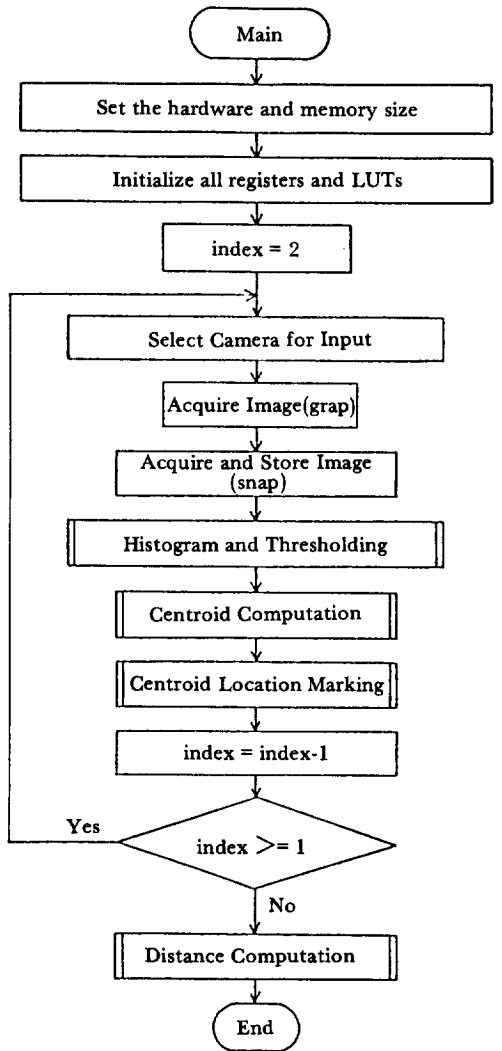 Main
Set the hardware and memory size
Initialize all registers and LUTs
index = 2
Select Camera for Input
Acquire Image(grap)
Acquire and Store Image
(snap)
Histogram and Thresholding
Centroid Computation
Centroid Location Marking
index = index-1
Yes
index >= 1
No
Distance Computation
End